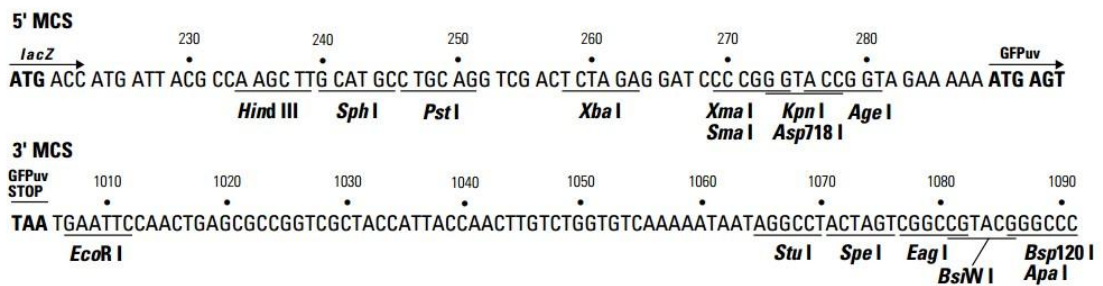 5' MCS
lacZ 230 240 250 260 270 280 GFPuv
ATG ACC ATG ATT ACG CCA AGC TTG CAT GCC TGC AGG TCG ACT CTA GAG GAT CCC CGG GTA CCG GTA GAA AAA ATG AGT
Hind III Sph I Pst I Xba I Xma I Kpn I Age I
Sma I Asp718 I
3' MCS
GFPuv
STOP 1010 1020 1030 1040 1050 1060 1070 1080 1090
TAA TGAATTCCAACTGAGCGCCGGTCGCTACCATTACCAACTTGTCTGGTGTCAAAAATAATAGGCCTACTAGTCGGCCGTACGGGCCC
EcoR I Stu I Spe I Eag I Bsp120 I
BsiW I Apa I